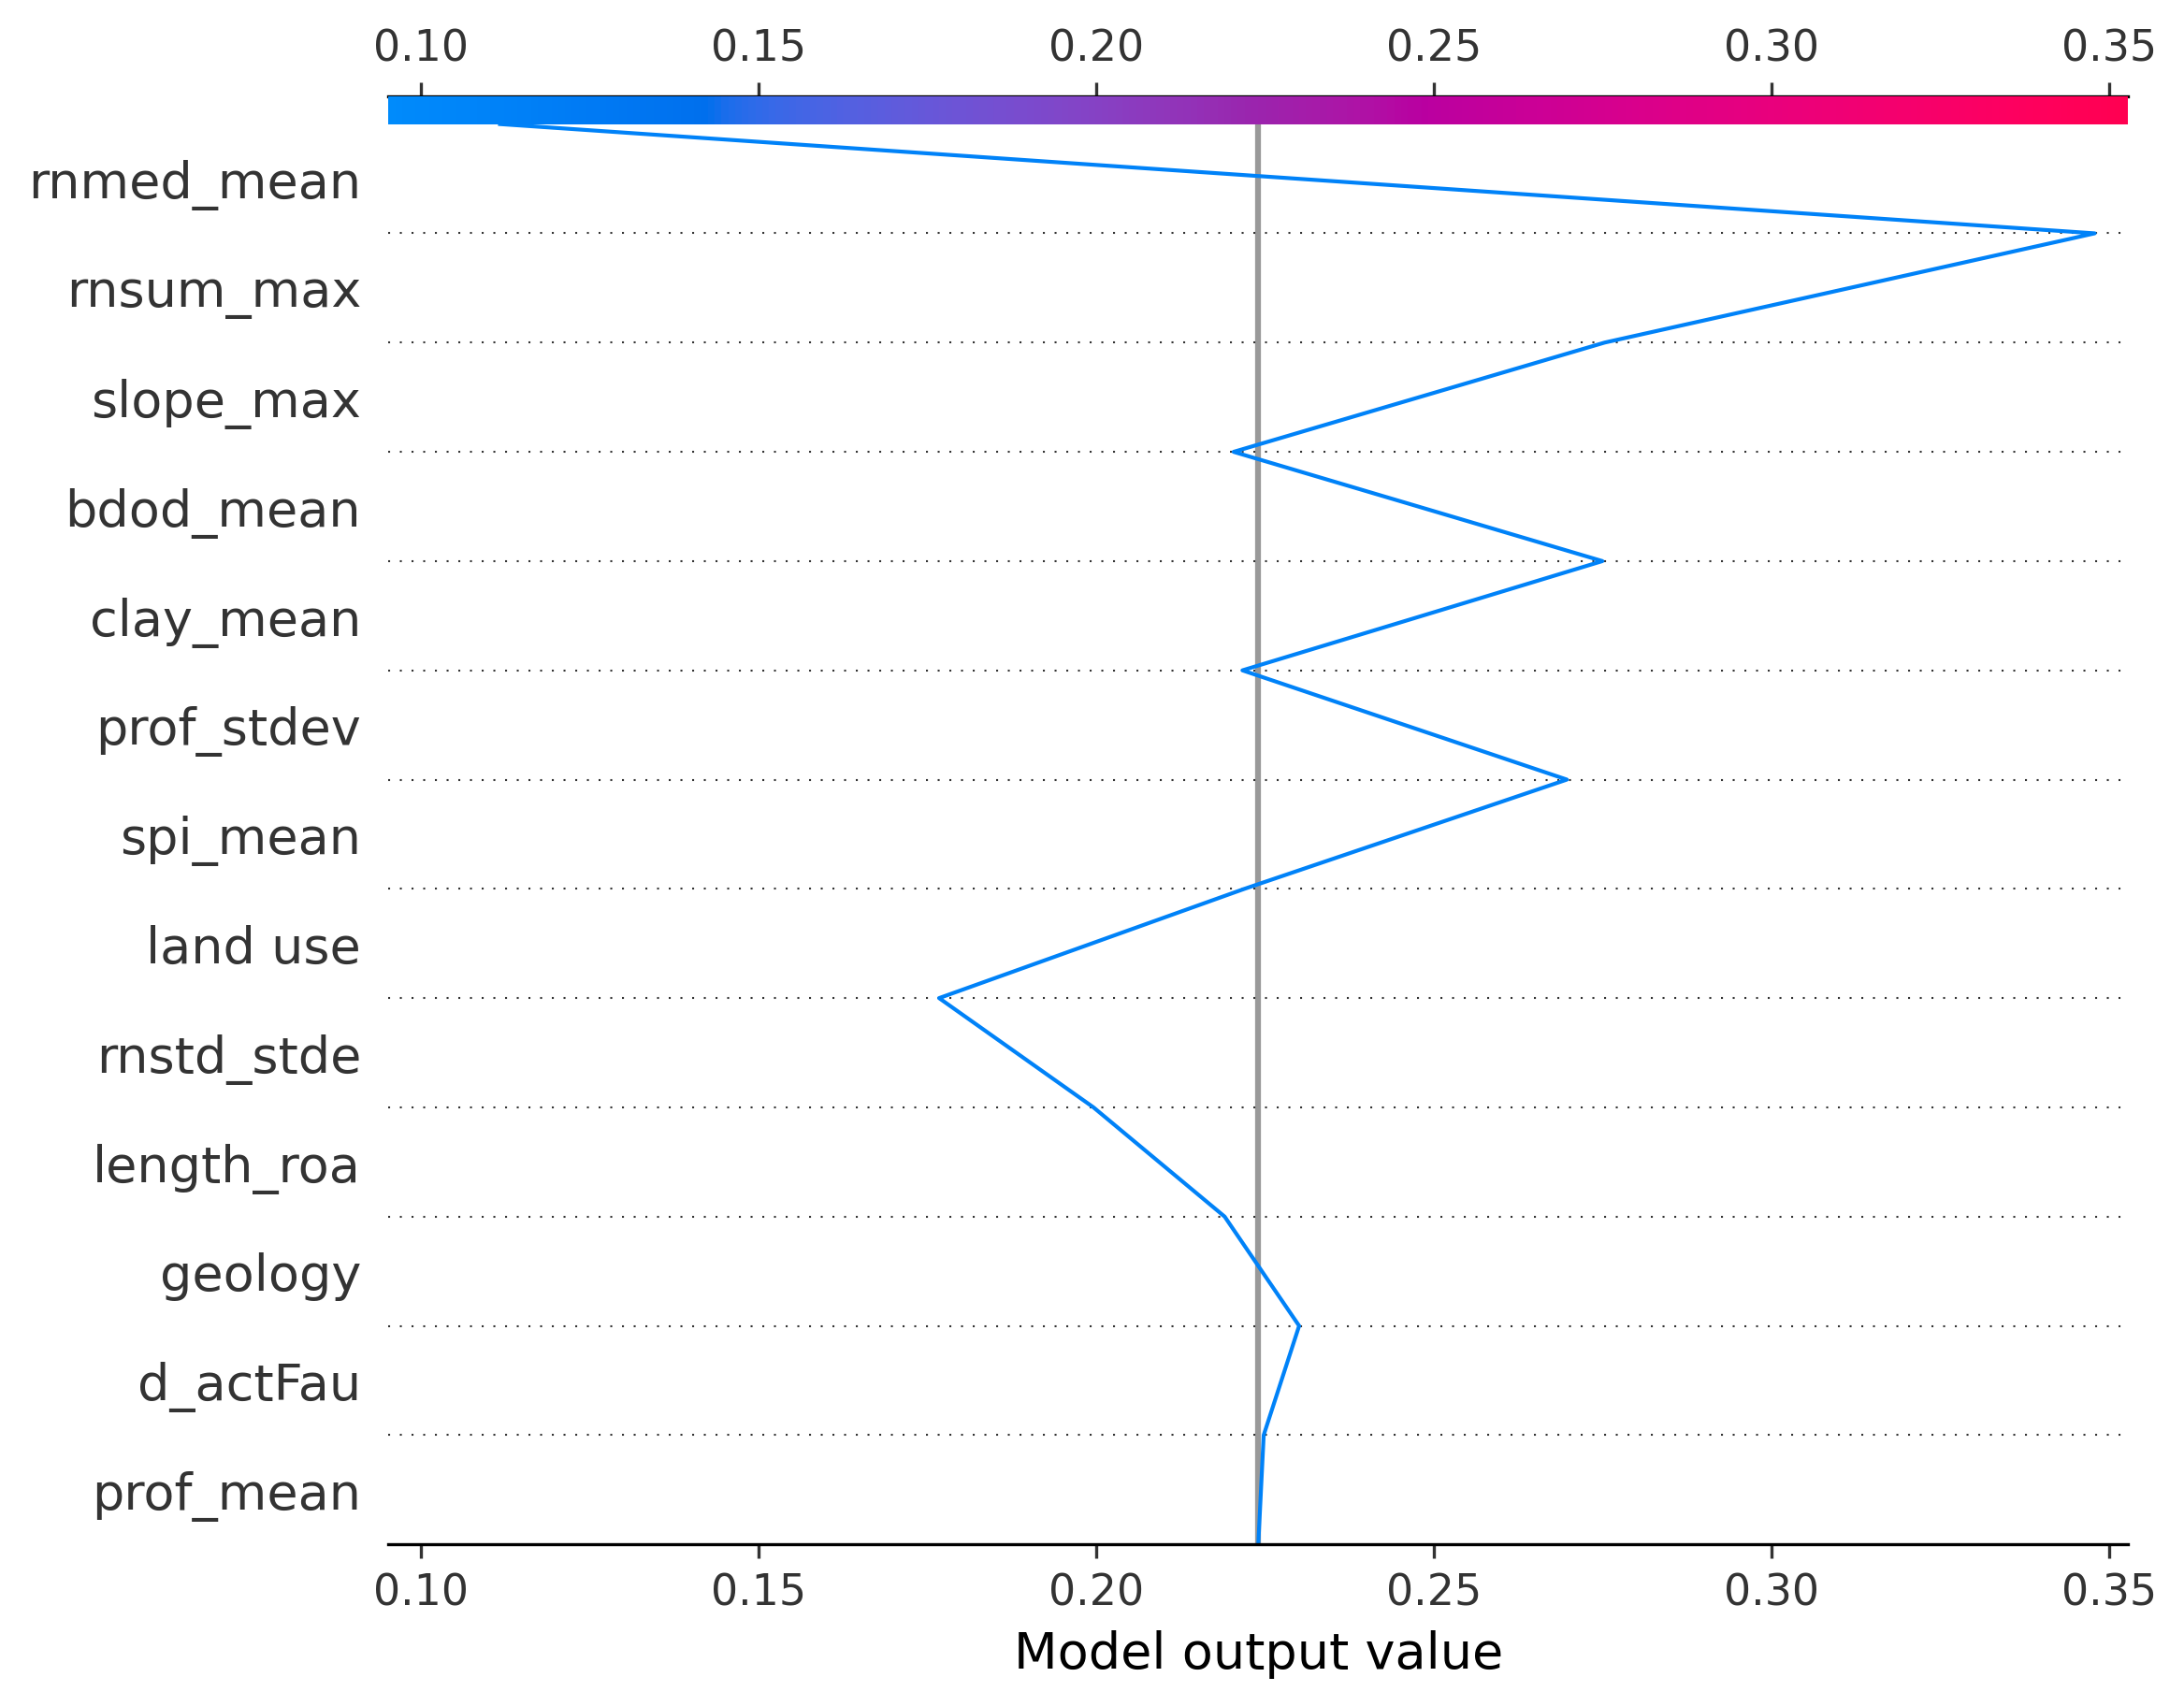 0.10 0.15 0.20 0.25 0.30 0.35
rnmed_mean
rnsum_max
slope_max
bdod_mean
clay_mean
prof_stdev
spi_mean
land use
rnstd_stde
length_roa
geology
d_actFau
prof_mean
0.10 0.15 0.20 0.25 0.30 0.35
Model output value